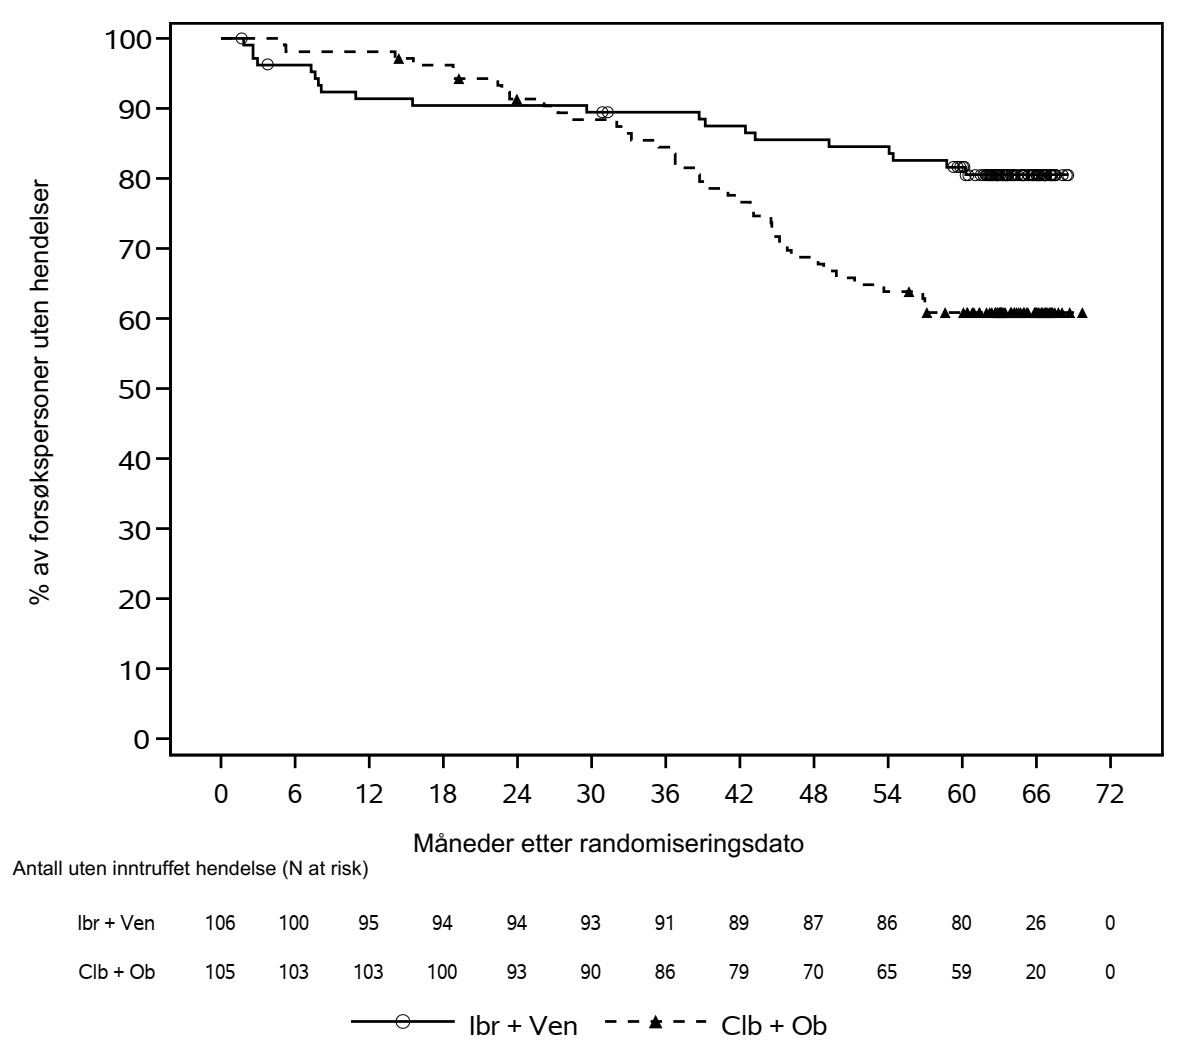 100
90
80
70
60
50
40
30
20
10
0
% av forsøkspersoner uten hendelser
0 6 12 18 24 30 36 42 48 54 60 66 72
Måneder etter randomiseringsdato
Antall uten inntruffet hendelse (N at risk)
Ibr + Ven 106 100 95 94 94 93 91 89 87 86 80 26 0
Clb + Ob 105 103 103 100 93 90 86 79 70 65 59 20 0
Ibr + Ven Clb + Ob